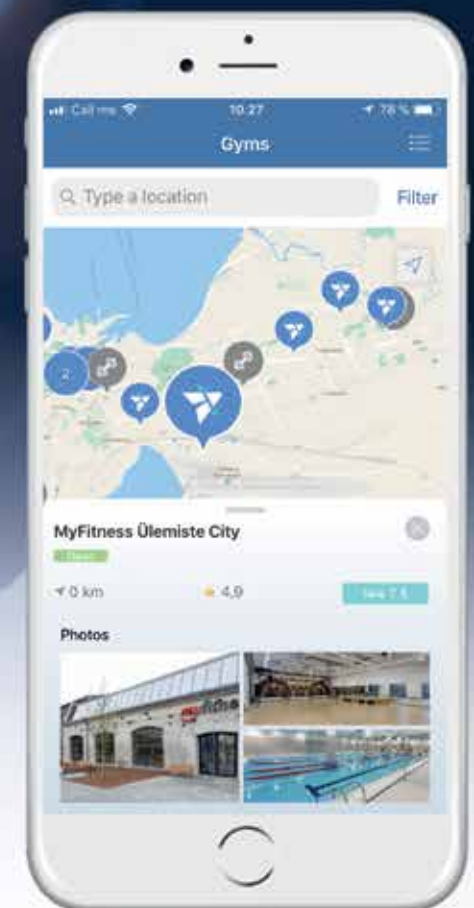 Call me 10.27 78 %
Gyms
Type a location Filter
2
MyFitness Ülemiste City
0 km 4,9
Photos